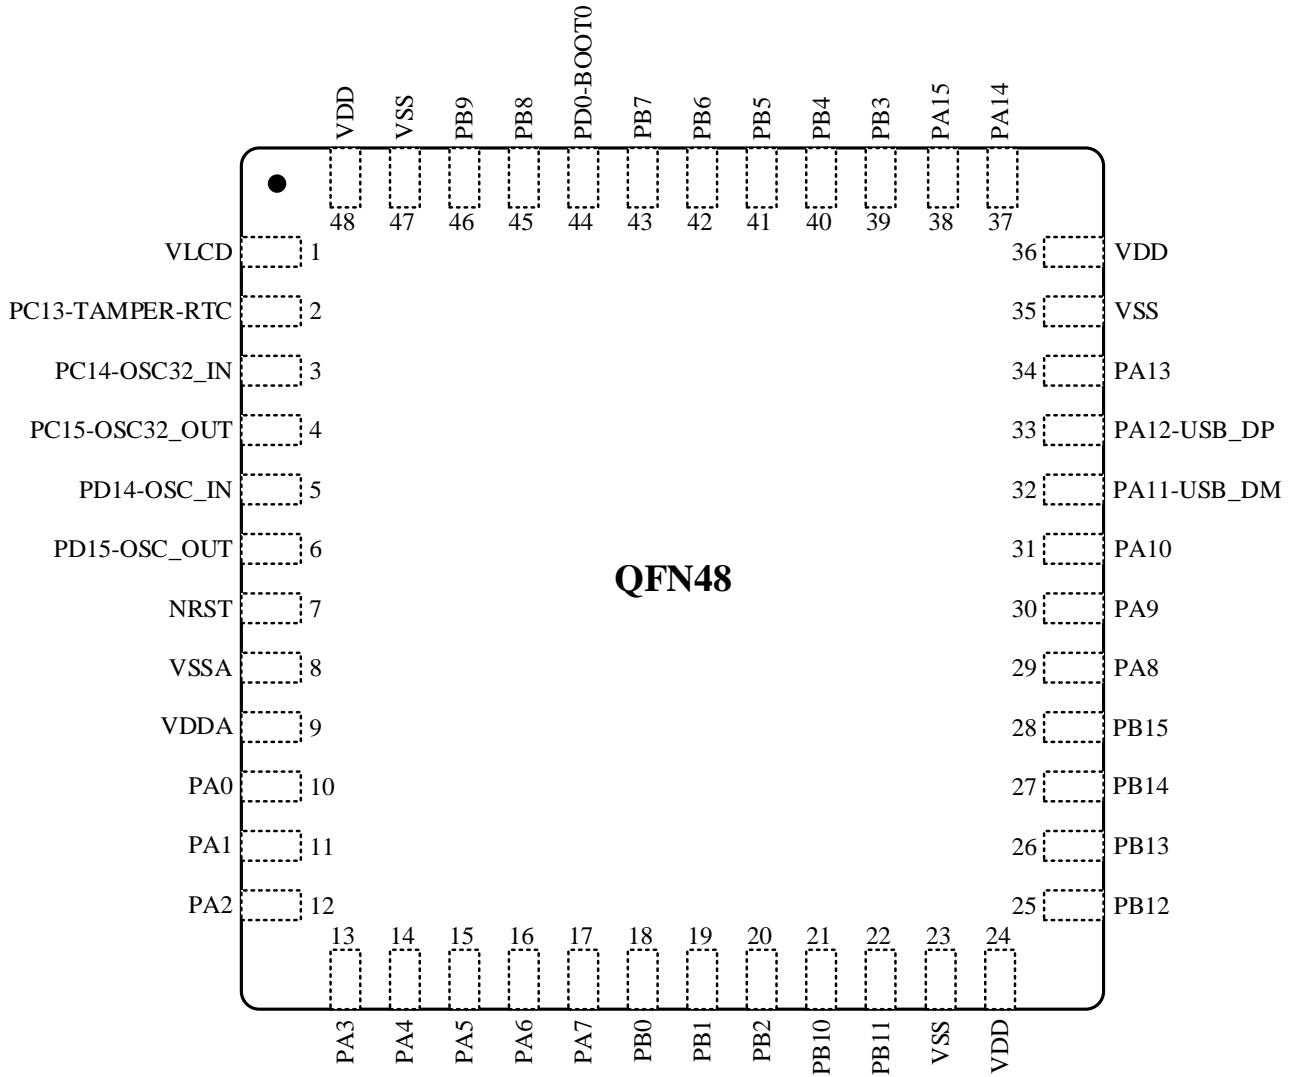 VDD VSS PB9 PB8 PD0-BOOT0 PB7 PB6 PB5 PB4 PB3 PA15 PA14
48 47 46 45 44 43 42 41 40 39 38 37
VLCD 1 36 VDD
PC13-TAMPER-RTC 2 35 VSS
PC14-OSC32_IN 3 34 PA13
PC15-OSC32_OUT 4 33 PA12-USB_DP
PD14-OSC_IN 5 32 PA11-USB_DM
PD15-OSC_OUT 6 31 PA10
QFN48
NRST 7 30 PA9
VSSA 8 29 PA8
VDDA 9 28 PB15
PA0 10 27 PB14
PA1 11 26 PB13
PA2 12 25 PB12
13 14 15 16 17 18 19 20 21 22 23 24
PA3 PA4 PA5 PA6 PA7 PB0 PB1 PB2 PB10 PB11 VSS VDD